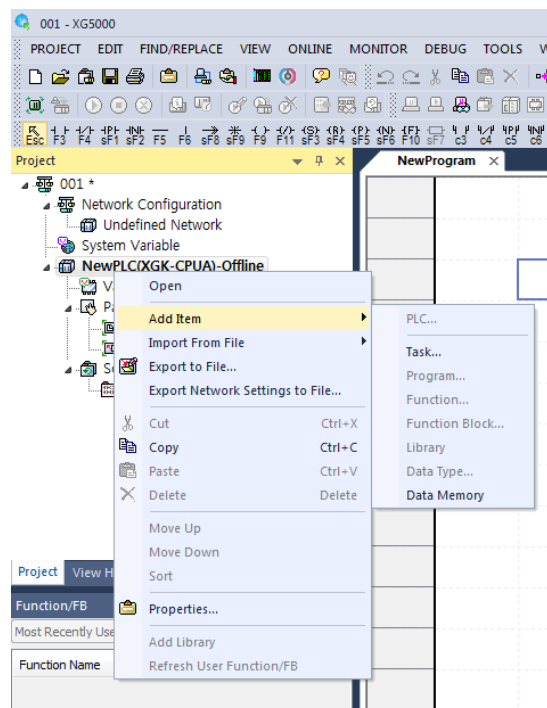 001 - XG5000
PROJECT EDIT FIND/REPLACE VIEW ONLINE MONITOR DEBUG TOOLS
Esc F3 F4 sF1 sF2 F5 F6 sF8 sF9 F9 F11 sF3 sF4 sF5 sF6 F10 sF7 c3 c4 c5 c6
Project
NewProgram
001 *
Network Configuration
Undefined Network
System Variable
NewPLC(XGK-CPUA)-Offline
Open
Add Item
Import From File
Export to File...
Export Network Settings to File...
Cut Ctrl+X
Copy Ctrl+C
Paste Ctrl+V
Delete Delete
Move Up
Move Down
Sort
Properties...
Add Library
Refresh User Function/FB
PLC...
Task...
Program...
Function...
Function Block...
Library
Data Type...
Data Memory
Project View H
Function/FB
Most Recently Use
Function Name